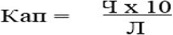 Кап = Ч х 10
Л